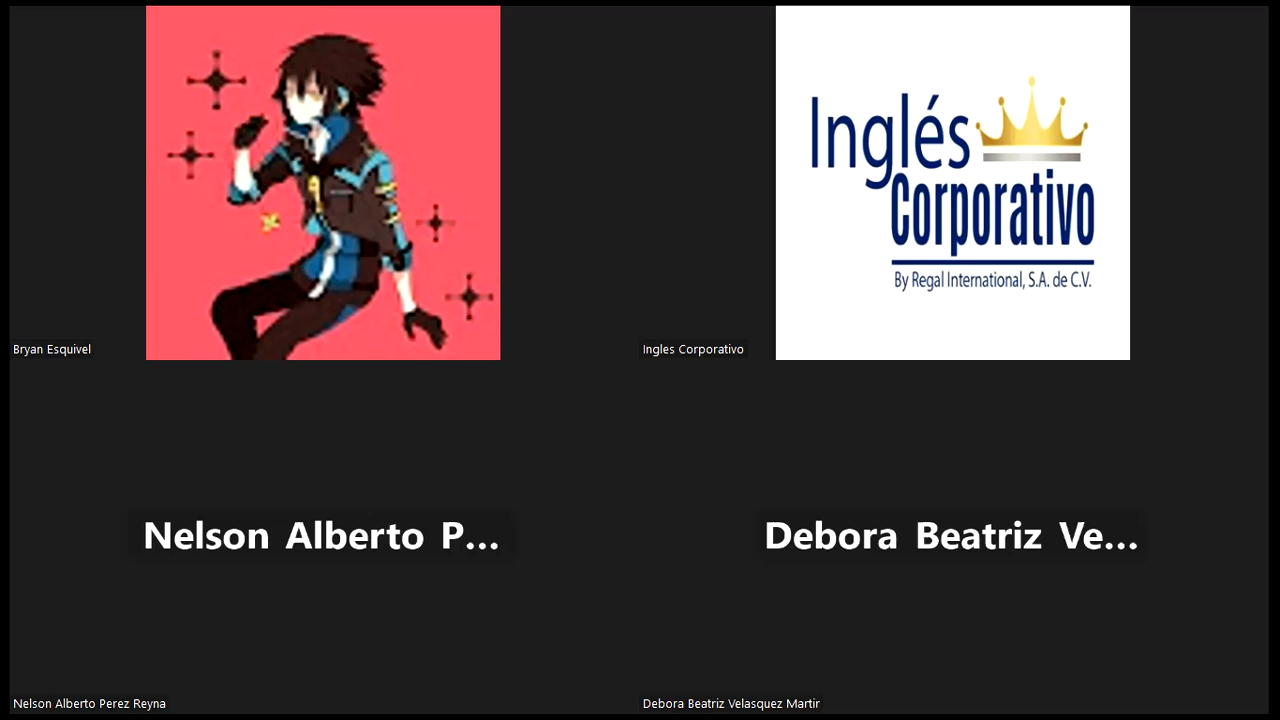 Bryan Esquivel
Inglés
Corporativo
By Regal International, S.A. de C.V.
Ingles Corporativo
Nelson Alberto P...
Debora Beatriz Ve...
Nelson Alberto Perez Reyna
Debora Beatriz Velasquez Martir